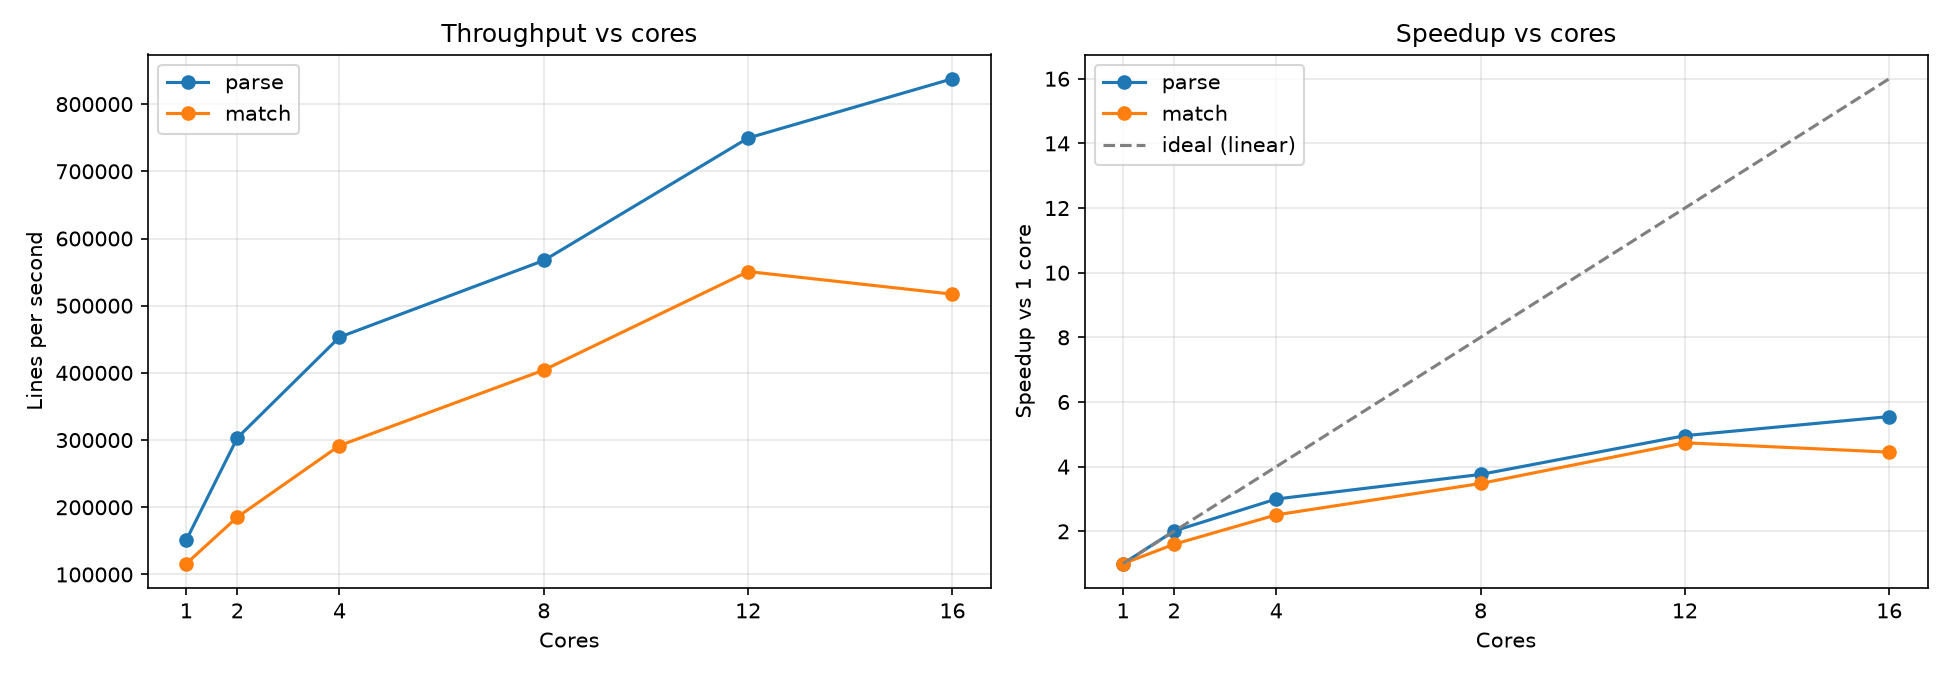 Throughput vs cores
parse
match
800000
700000
600000
500000
400000
300000
200000
100000
Lines per second
1 2 4 8 12 16
Cores
Speedup vs cores
parse
match
ideal (linear)
16
14
12
10
8
6
4
2
Speedup vs 1 core
1 2 4 8 12 16
Cores